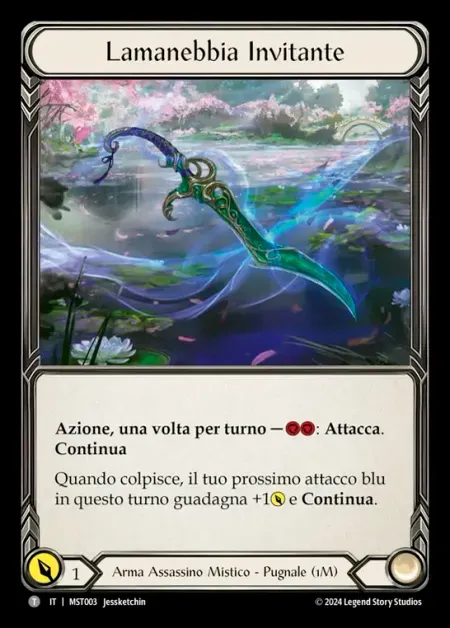 Lamanebbia Invitante
Azione, una volta per turno — : Attacca.
Continua
Quando colpisce, il tuo prossimo attacco blu
in questo turno guadagna +1 e Continua.
1
Arma Assassino Mistico - Pugnale (1M)
T | IT | MST003 Jessketchin
© 2024 Legend Story Studios